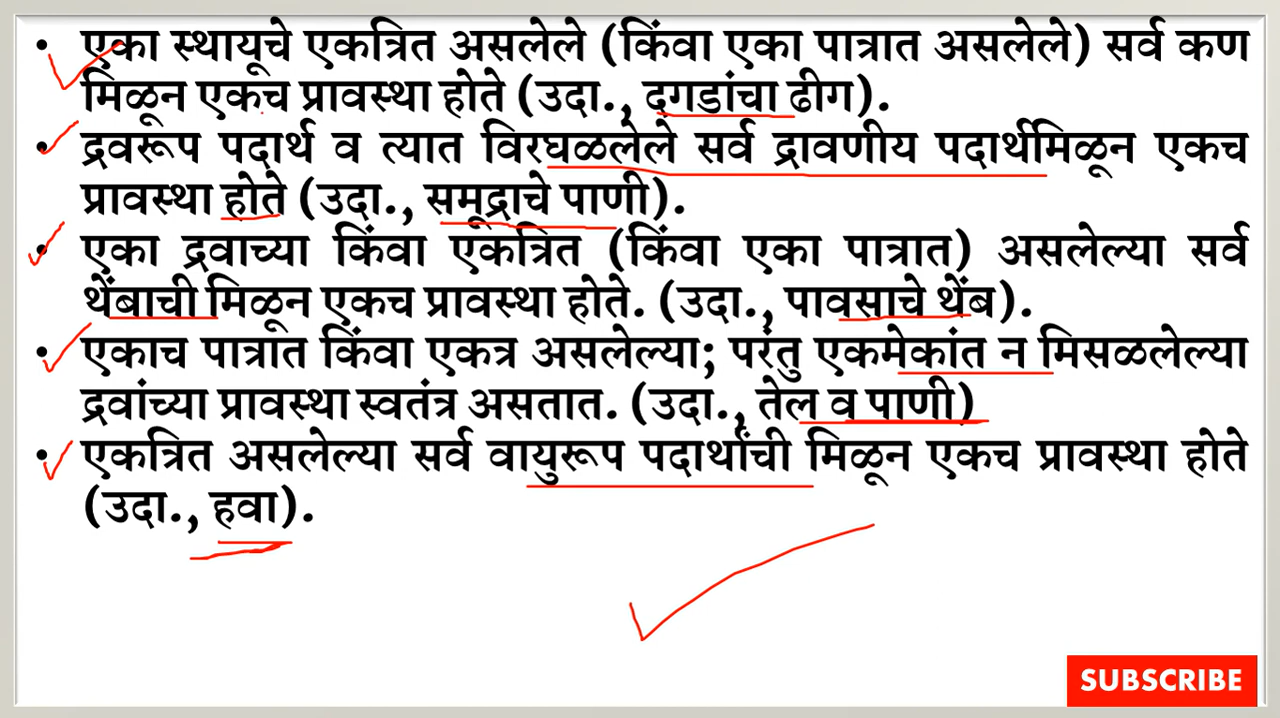 • एका स्थायूचे एकत्रित असलेले (किंवा एका पात्रात असलेले) सर्व कण
मिळून एकच प्रावस्था होते (उदा., दगडांचा ढीग).
• द्रवरूप पदार्थ व त्यात विरघळलेले सर्व द्रावणीय पदार्थमिळून एकच
प्रावस्था होते (उदा., समूद्राचे पाणी).
• एका द्रवाच्या किंवा एकत्रित (किंवा एका पात्रात) असलेल्या सर्व
थेंबाची मिळून एकच प्रावस्था होते. (उदा., पावसाचे थेंब).
• एकाच पात्रात किंवा एकत्र असलेल्या; परंतु एकमेकांत न मिसळलेल्या
द्रवांच्या प्रावस्था स्वतंत्र असतात. (उदा., तेल व पाणी)
• एकत्रित असलेल्या सर्व वायुरूप पदार्थांची मिळून एकच प्रावस्था होते
(उदा., हवा).
SUBSCRIBE